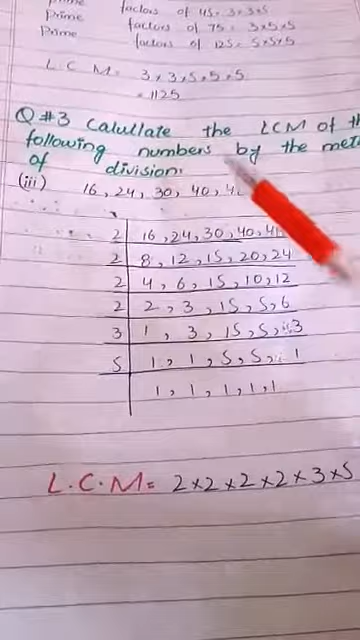 Prime factors of 45= 3×3×5
Prime factors of 75= 3×5×5
Prime factors of 125= 5×5×5
L.C.M= 3×3×5×5×5
=1125
Q#3 Calullate the LCM of the
following numbers by the
of division.
(iii) 16, 24, 30, 40,
2 16, 24, 30, 40,
2 8, 12, 15, 20, 24
2 4, 6, 15, 10, 12
2 2, 3, 15, 5, 6
3 1, 3, 15, 5, 3
5 1, 1, 5, 5, 1
1, 1, 1, 1, 1
L.C.M= 2×2×2×2×3×5